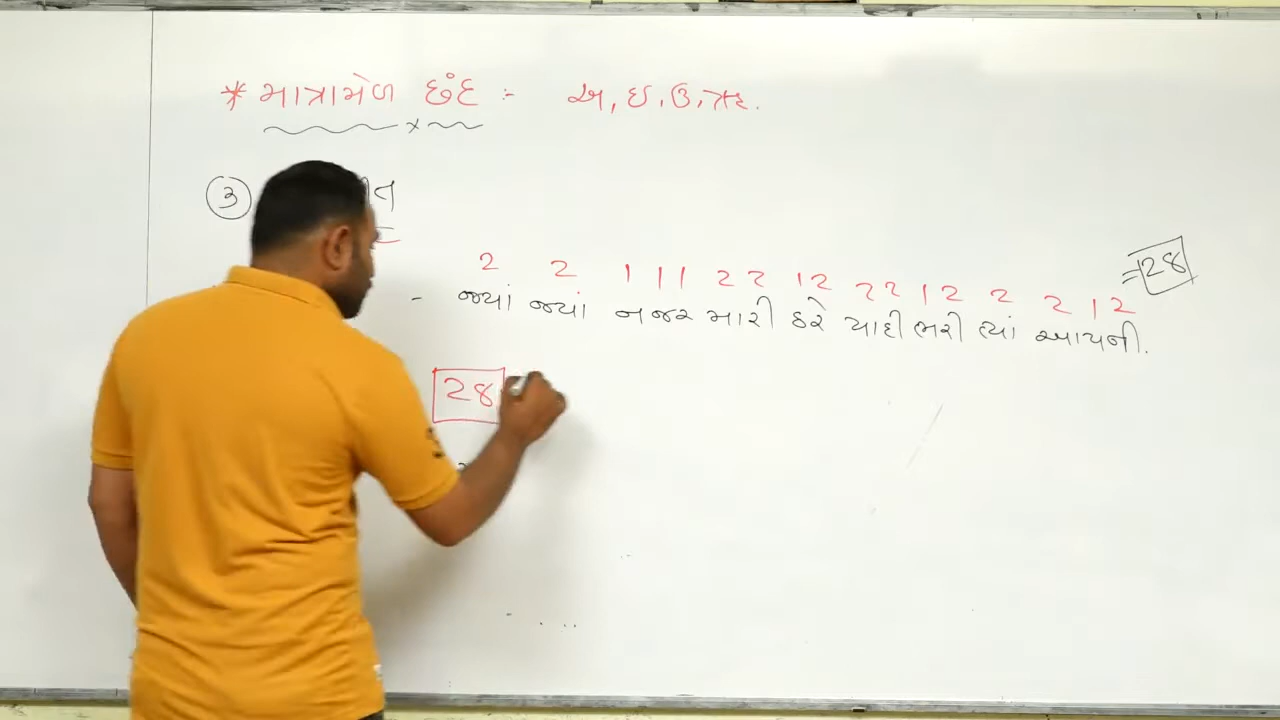 * માત્રામેળ છંદ :- અ, ઇ, ઉ, ઋ.
૩
2 2 1 1 1 2 2 1 2 2 2 1 2 2 2 1 2 = 28
- જ્યાં જ્યાં નજર મારી ઠરે યાદી ભરી ત્યાં આપની.
28